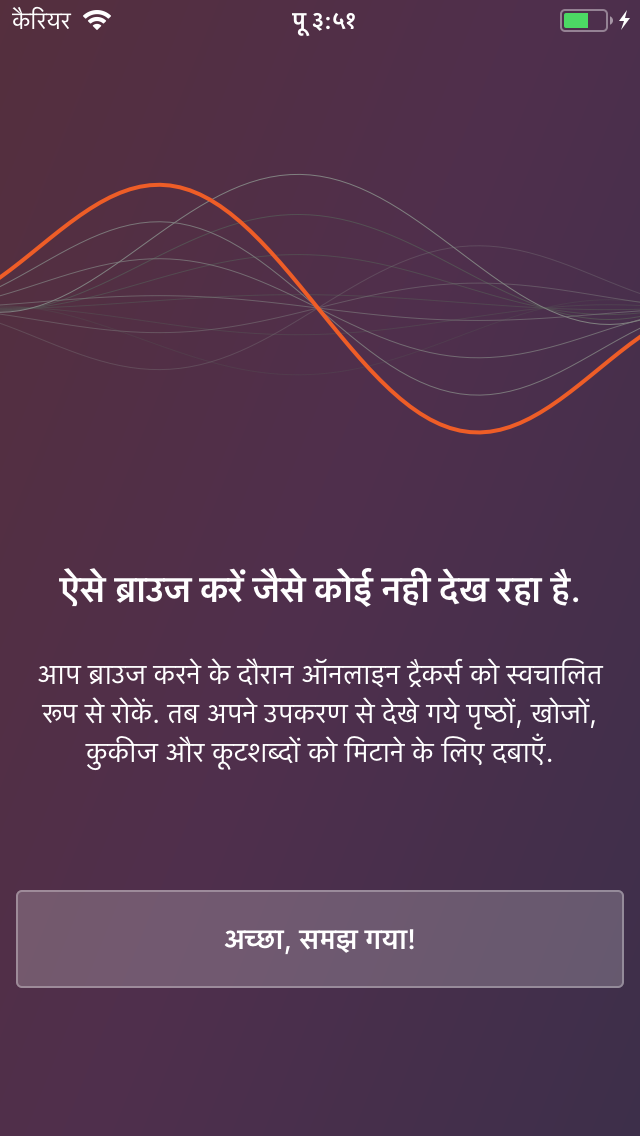 कैरियर
पू ३:५१
ऐसे ब्राउज करें जैसे कोई नही देख रहा है.
आप ब्राउज करने के दौरान ऑनलाइन ट्रैकर्स को स्वचालित
रूप से रोकें. तब अपने उपकरण से देखे गये पृष्ठों, खोजों,
कुकीज और कूटशब्दों को मिटाने के लिए दबाएँ.
अच्छा, समझ गया!